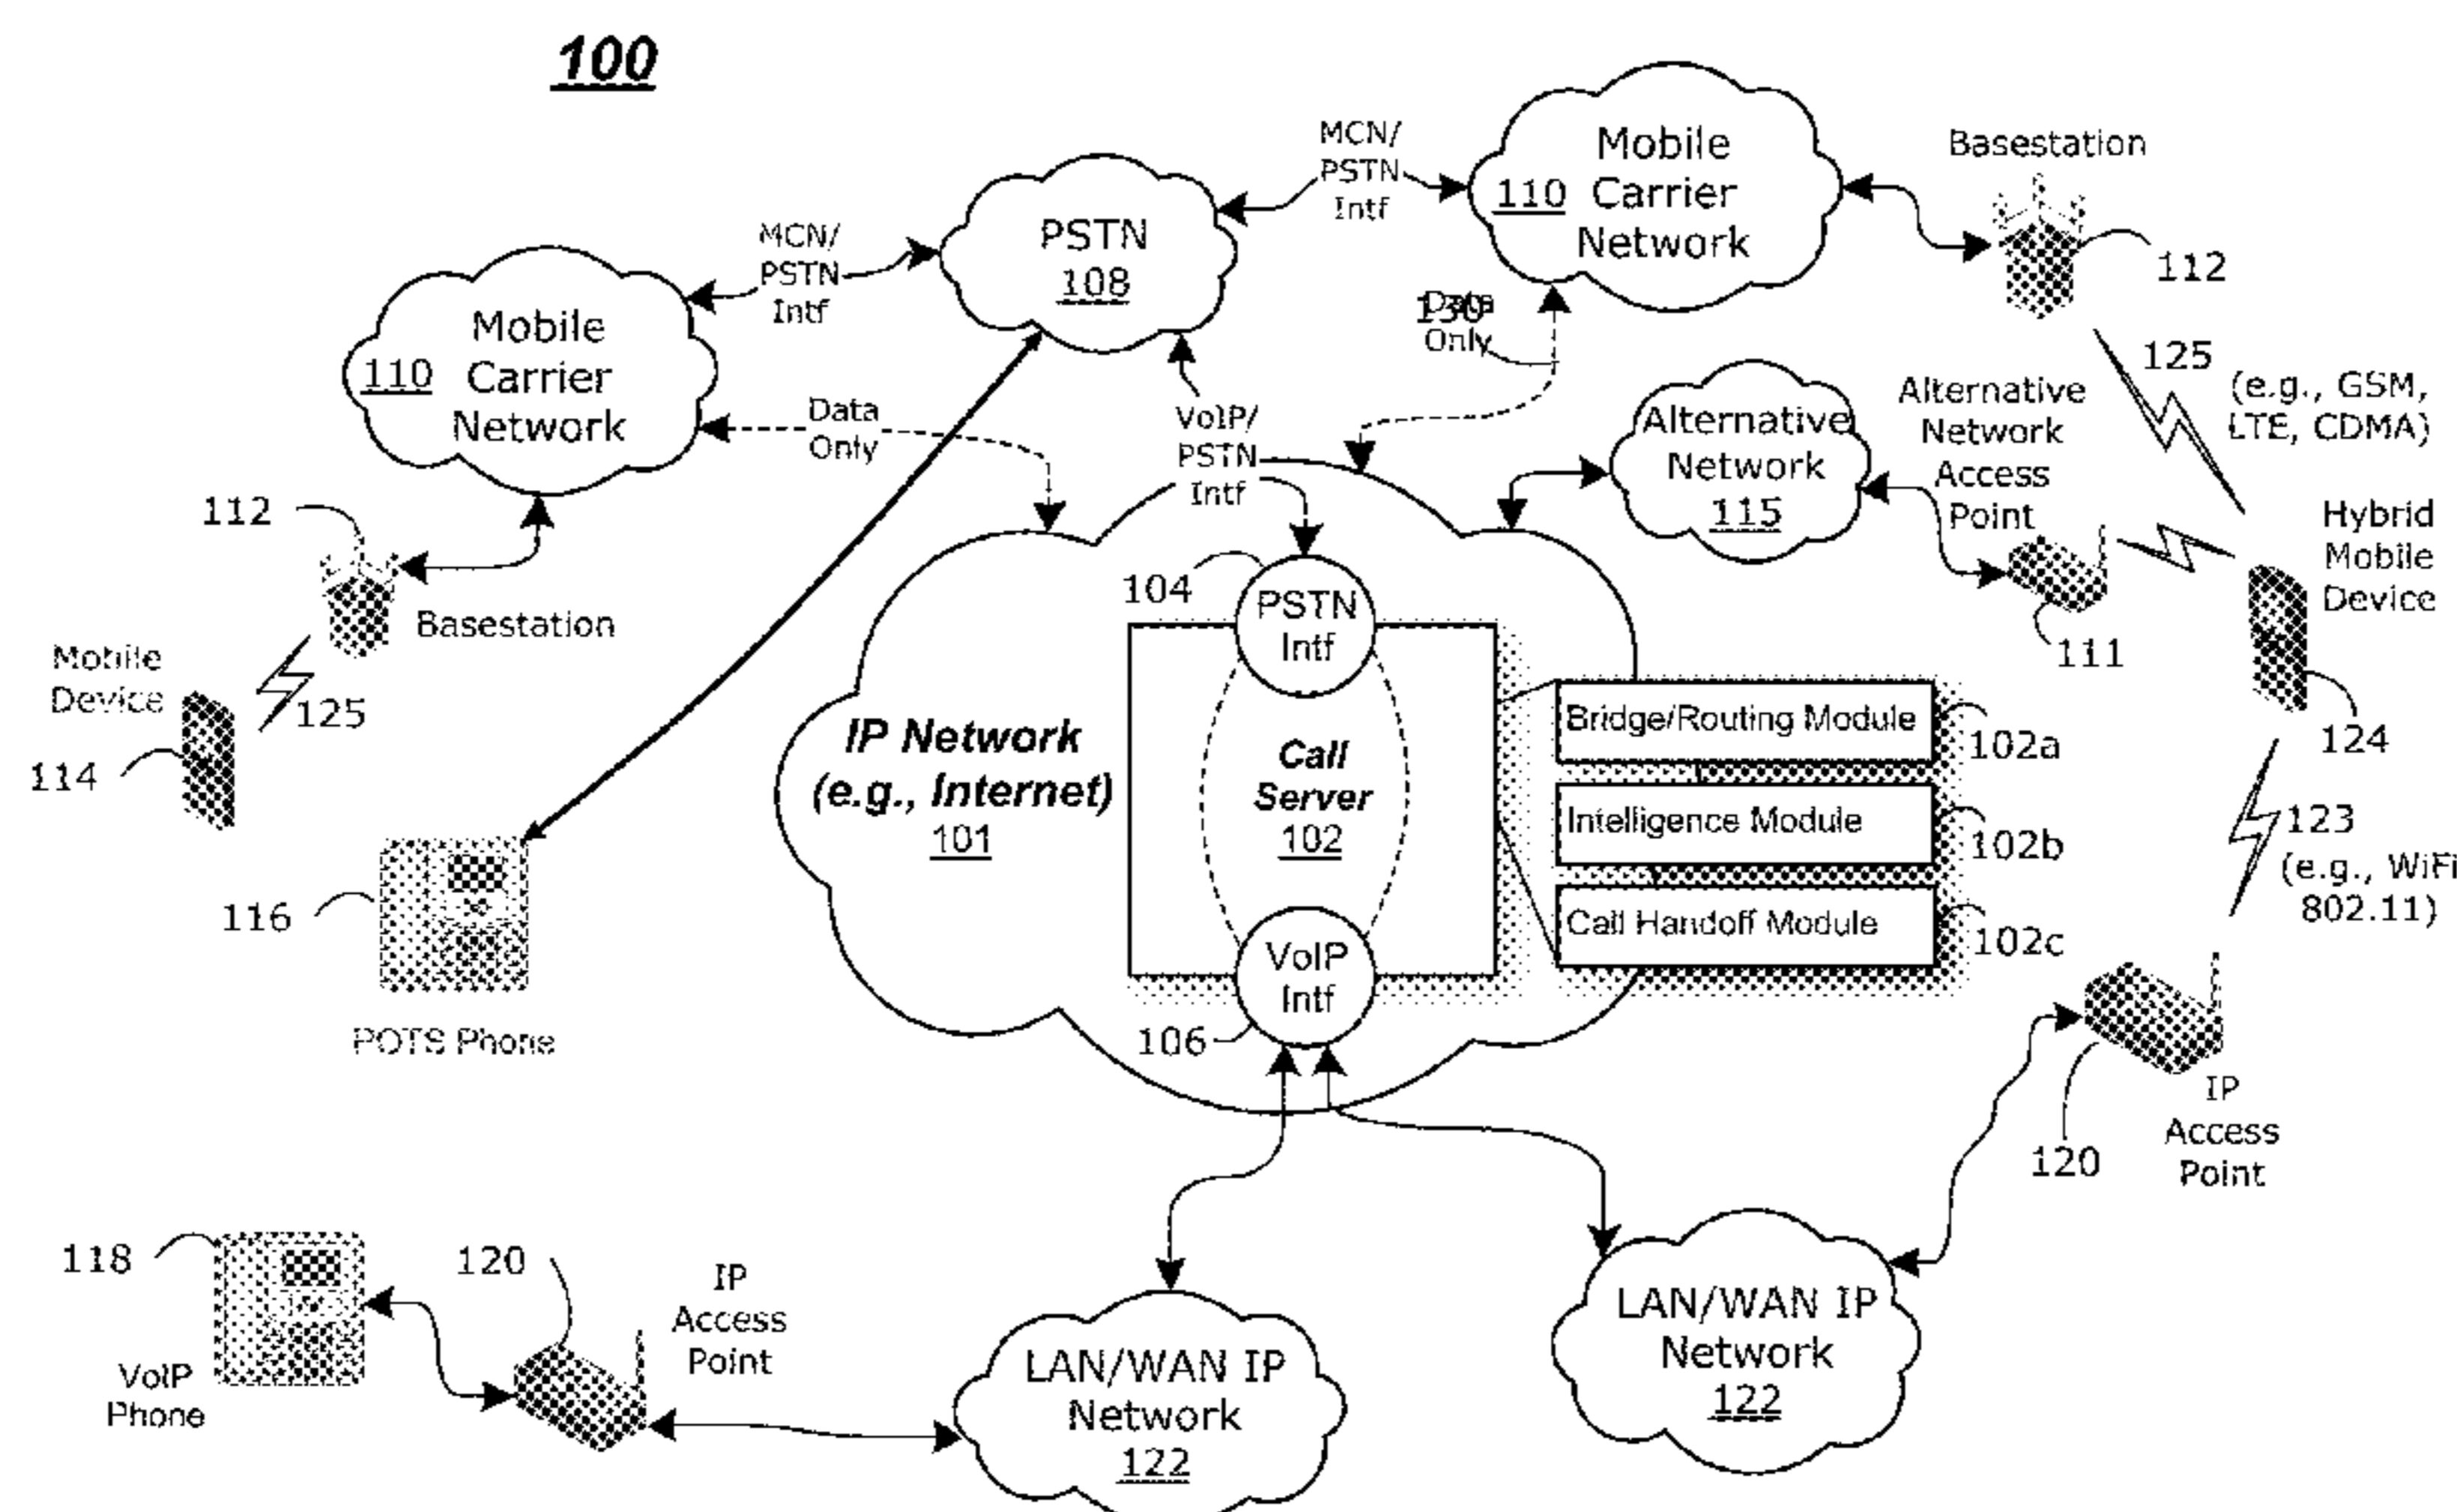 100
MCN/
PSTN
Intf
Mobile
110 Carrier
Network
Basestation
112
PSTN
108
MCN/
PSTN
Intf
Mobile
110 Carrier
Network
130
Data
Only
125
(e.g., GSM,
LTE, CDMA)
Data
Only
VoIP/
PSTN
Intf
Alternative
Network
115
Alternative
Network
Access
Point
111
Hybrid
Mobile
Device
124
112
Basestation
Mobile
Device
125
114
104
PSTN
Intf
IP Network
(e.g., Internet)
101
Call
Server
102
Bridge/Routing Module
102a
Intelligence Module
102b
Call Handoff Module
102c
123
(e.g., WiFi
802.11)
116
POTS Phone
VoIP
Intf
106
IP
Access
Point
120
118
VoIP
Phone
120
IP
Access
Point
LAN/WAN IP
Network
122
LAN/WAN IP
Network
122